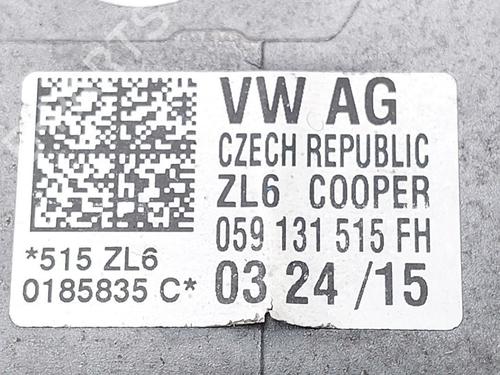 VW AG
CZECH REPUBLIC
ZL6 COOPER
059 131 515 FH
03 24 /15
*515 ZL6
0185835 C*